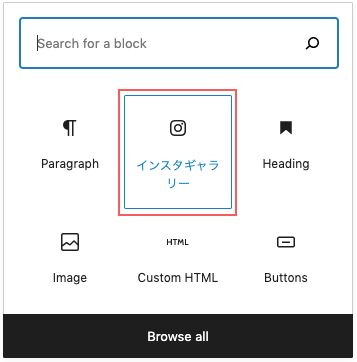 Search for a block
Paragraph
インスタギャラ
リー
Heading
Image
HTML
Custom HTML
Buttons
Browse all